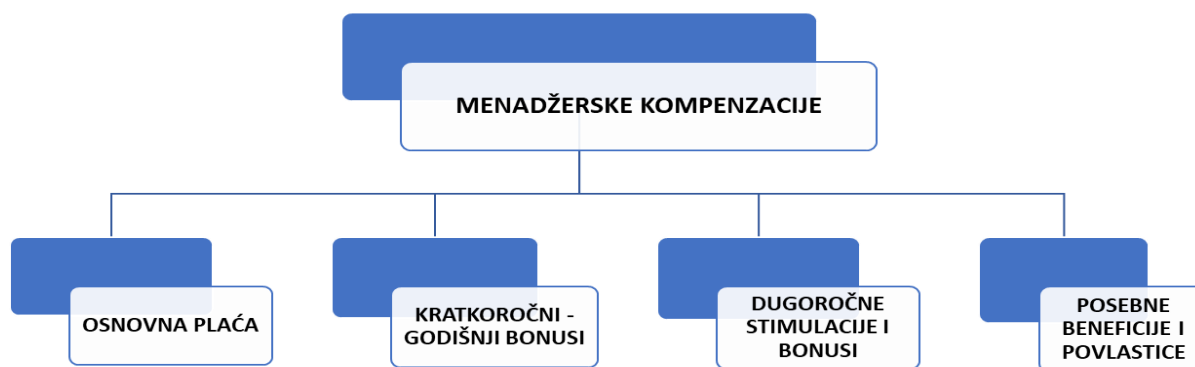 MENADŽERSKE KOMPENZACIJE
OSNOVNA PLAĆA
KRATKOROČNI -
GODIŠNJI BONUSI
DUGOROČNE
STIMULACIJE I
BONUSI
POSEBNE
BENEFICIJE I
POVLASTICE